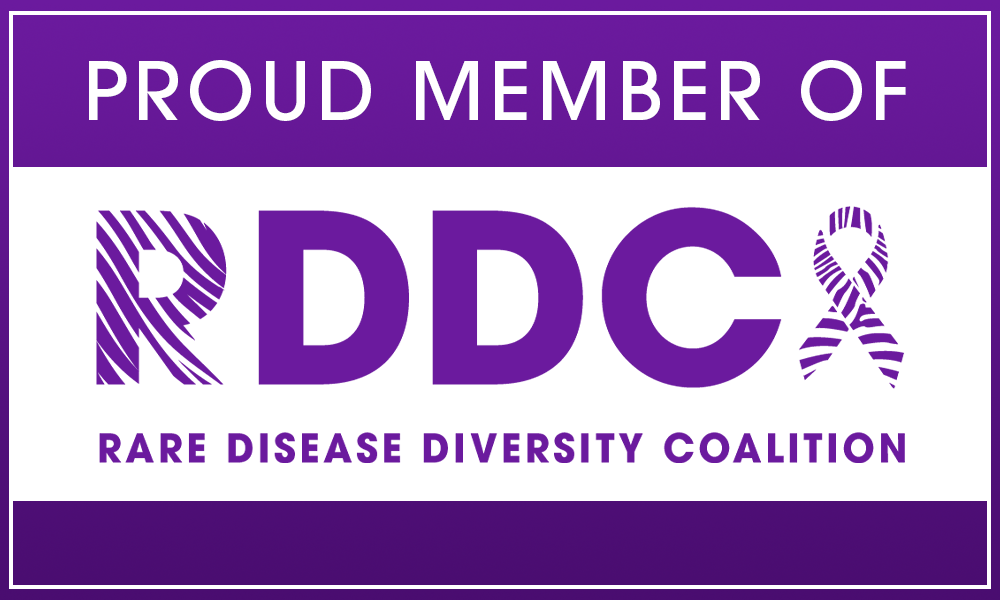 PROUD MEMBER OF
RDDC
RARE DISEASE DIVERSITY COALITION